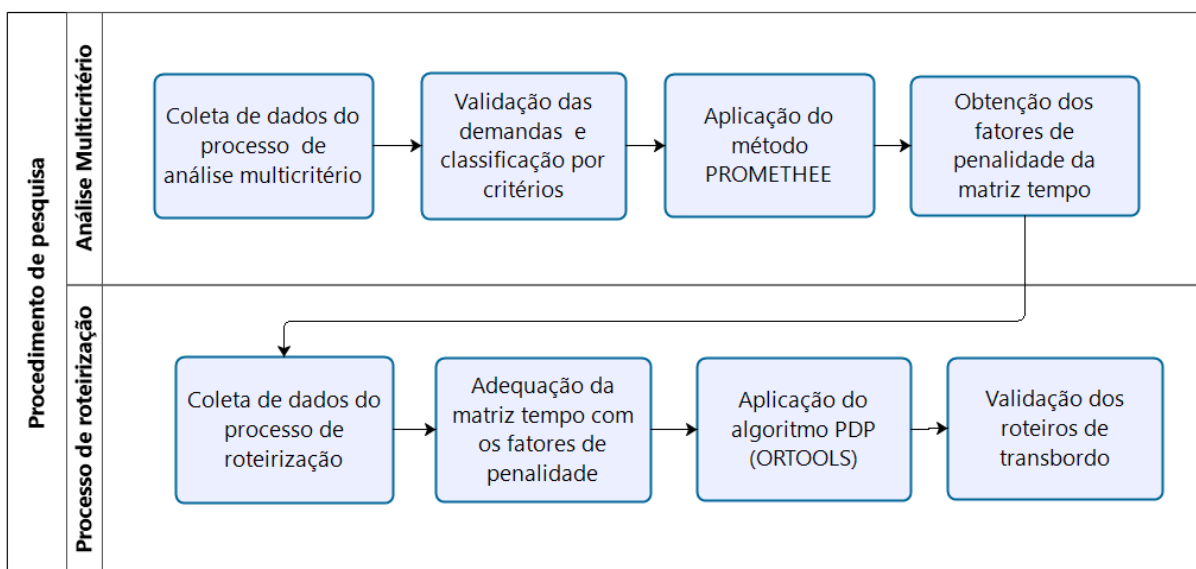 Procedimento de pesquisa
Análise Multicritério
Coleta de dados do
processo de
análise multicritério
Validação das
demandas e
classificação por
critérios
Aplicação do
método
PROMETHEE
Obtenção dos
fatores de
penalidade da
matriz tempo
Processo de roteirização
Coleta de dados do
processo de
roteirização
Adequação da
matriz tempo com
os fatores de
penalidade
Aplicação do
algoritmo PDP
(ORTOOLS)
Validação dos
roteiros de
transbordo